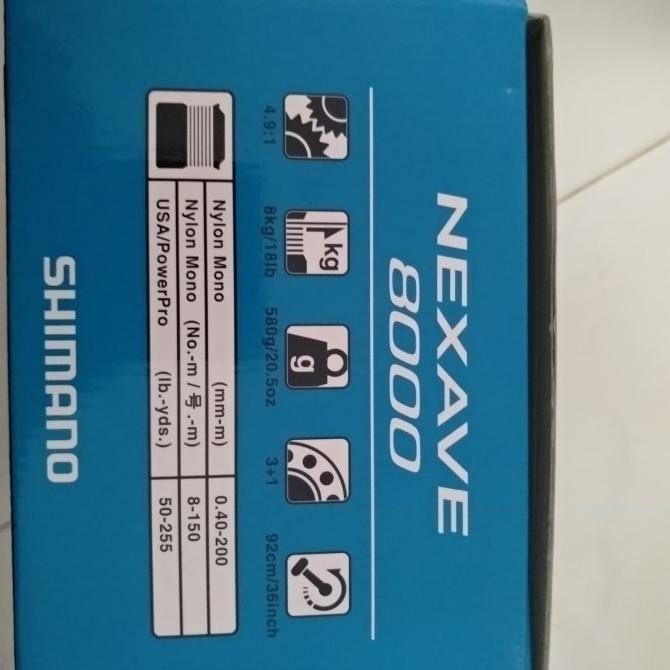 NEXAVE
8000
4.9:1
kg
8kg/18lb
g
580g/20.5oz
3+1
92cm/36inch
Nylon Mono (mm-m) 0.40-200
Nylon Mono (No.-m / 号.-m) 8-150
USA/PowerPro (lb.-yds.) 50-255
SHIMANO